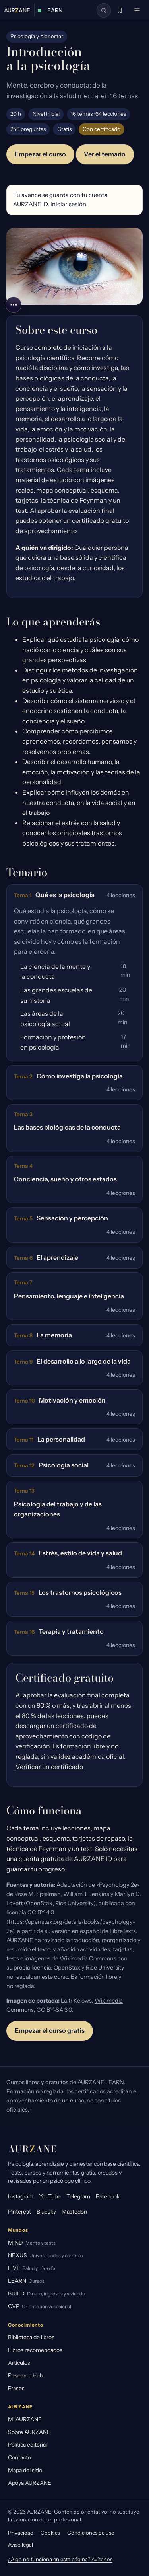 AURZANE LEARN
Psicología y bienestar
Introducción
a la psicología
Mente, cerebro y conducta: de la
investigación a la salud mental en 16 temas
20 h Nivel Inicial 16 temas · 64 lecciones
256 preguntas Gratis Con certificado
Empezar el curso Ver el temario
Tu avance se guarda con tu cuenta
AURZANE ID. Iniciar sesión
Sobre este curso
Curso completo de iniciación a la
psicología científica. Recorre cómo
nació la disciplina y cómo investiga, las
bases biológicas de la conducta, la
conciencia y el sueño, la sensación y la
percepción, el aprendizaje, el
pensamiento y la inteligencia, la
memoria, el desarrollo a lo largo de la
vida, la emoción y la motivación, la
personalidad, la psicología social y del
trabajo, el estrés y la salud, los
trastornos psicológicos y sus
tratamientos. Cada tema incluye
material de estudio con imágenes
reales, mapa conceptual, esquema,
tarjetas, la técnica de Feynman y un
test. Al aprobar la evaluación final
puedes obtener un certificado gratuito
de aprovechamiento.
A quién va dirigido: Cualquier persona
que quiera una base sólida y científica
de psicología, desde la curiosidad, los
estudios o el trabajo.
Lo que aprenderás
Explicar qué estudia la psicología, cómo
nació como ciencia y cuáles son sus
grandes perspectivas.
Distinguir los métodos de investigación
en psicología y valorar la calidad de un
estudio y su ética.
Describir cómo el sistema nervioso y el
endocrino sostienen la conducta, la
conciencia y el sueño.
Comprender cómo percibimos,
aprendemos, recordamos, pensamos y
resolvemos problemas.
Describir el desarrollo humano, la
emoción, la motivación y las teorías de la
personalidad.
Explicar cómo influyen los demás en
nuestra conducta, en la vida social y en
el trabajo.
Relacionar el estrés con la salud y
conocer los principales trastornos
psicológicos y sus tratamientos.
Temario
Tema 1 Qué es la psicología 4 lecciones
Qué estudia la psicología, cómo se
convirtió en una ciencia, qué grandes
escuelas la han formado, en qué áreas
se divide hoy y cómo es la formación
para ejercerla.
La ciencia de la mente y
la conducta
18
min
Las grandes escuelas de
su historia
20
min
Las áreas de la
psicología actual
20
min
Formación y profesión
en psicología
17
min
Tema 2 Cómo investiga la psicología
4 lecciones
Tema 3
Las bases biológicas de la conducta
4 lecciones
Tema 4
Conciencia, sueño y otros estados
4 lecciones
Tema 5 Sensación y percepción
4 lecciones
Tema 6 El aprendizaje 4 lecciones
Tema 7
Pensamiento, lenguaje e inteligencia
4 lecciones
Tema 8 La memoria 4 lecciones
Tema 9 El desarrollo a lo largo de la vida
4 lecciones
Tema 10 Motivación y emoción
4 lecciones
Tema 11 La personalidad 4 lecciones
Tema 12 Psicología social 4 lecciones
Tema 13
Psicología del trabajo y de las
organizaciones
4 lecciones
Tema 14 Estrés, estilo de vida y salud
4 lecciones
Tema 15 Los trastornos psicológicos
4 lecciones
Tema 16 Terapia y tratamiento
4 lecciones
Certificado gratuito
Al aprobar la evaluación final completa
con un 80 % o más, y tras abrir al menos
el 80 % de las lecciones, puedes
descargar un certificado de
aprovechamiento con código de
verificación. Es formación libre y no
reglada, sin validez académica oficial.
Verificar un certificado
Cómo funciona
Cada tema incluye lecciones, mapa
conceptual, esquema, tarjetas de repaso, la
técnica de Feynman y un test. Solo necesitas
una cuenta gratuita de AURZANE ID para
guardar tu progreso.
Fuentes y autoría: Adaptación de «Psychology 2e»
de Rose M. Spielman, William J. Jenkins y Marilyn D.
Lovett (OpenStax, Rice University), publicada con
licencia CC BY 4.0
(https://openstax.org/details/books/psychology-
2e), a partir de su versión en español de LibreTexts.
AURZANE ha revisado la traducción, reordenado y
resumido el texto, y añadido actividades, tarjetas,
test e imágenes de Wikimedia Commons con su
propia licencia. OpenStax y Rice University no
respaldan este curso. Es formación libre y no
reglada.
Imagen de portada: Laitr Keiows, Wikimedia
Commons, CC BY-SA 3.0.
Empezar el curso gratis
Cursos libres y gratuitos de AURZANE LEARN.
Formación no reglada: los certificados acreditan el
aprovechamiento del curso, no son títulos
oficiales. ·
AURZANE
Psicología, aprendizaje y bienestar con base científica.
Tests, cursos y herramientas gratis, creados y
revisados por un psicólogo clínico.
Instagram YouTube Telegram Facebook
Pinterest Bluesky Mastodon
Mundos
MIND Mente y tests
NEXUS Universidades y carreras
LIVE Salud y día a día
LEARN Cursos
BUILD Dinero, ingresos y vivienda
OVP Orientación vocacional
Conocimiento
Biblioteca de libros
Libros recomendados
Artículos
Research Hub
Frases
AURZANE
Mi AURZANE
Sobre AURZANE
Política editorial
Contacto
Mapa del sitio
Apoya AURZANE
© 2026 AURZANE · Contenido orientativo: no sustituye
la valoración de un profesional.
Privacidad Cookies Condiciones de uso
Aviso legal
¿Algo no funciona en esta página? Avísanos